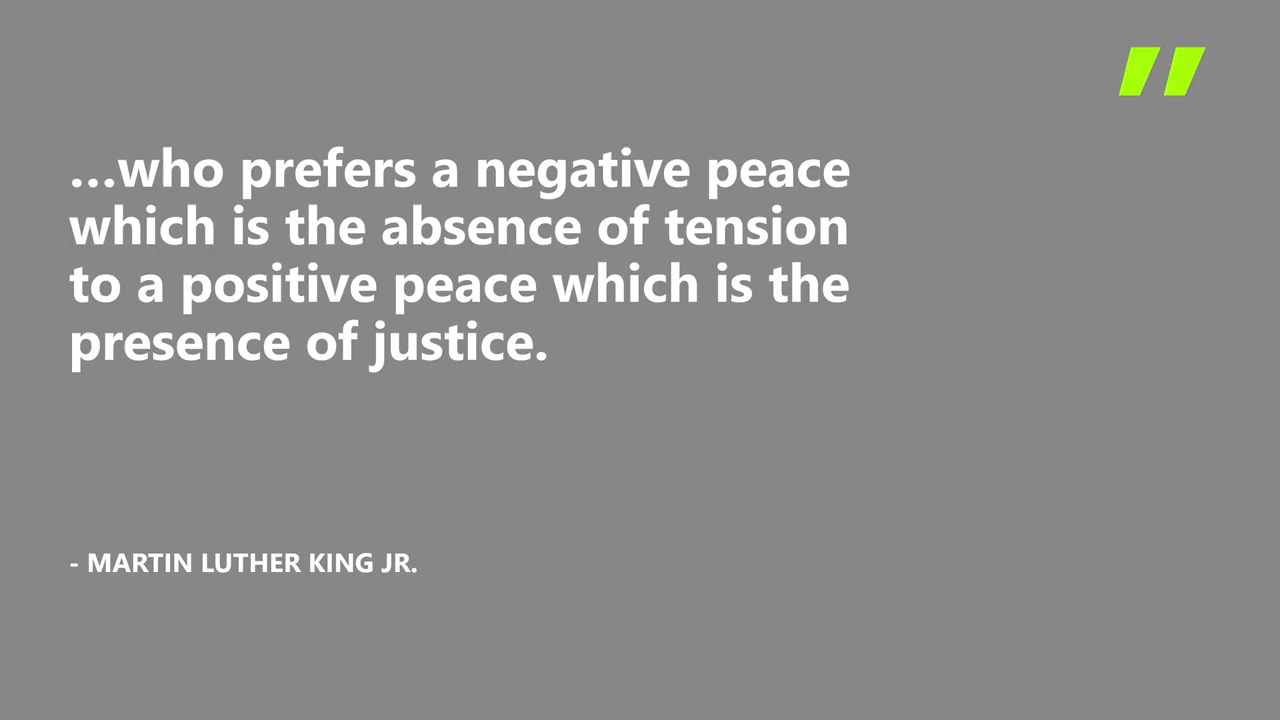 …who prefers a negative peace
which is the absence of tension
to a positive peace which is the
presence of justice.
- MARTIN LUTHER KING JR.